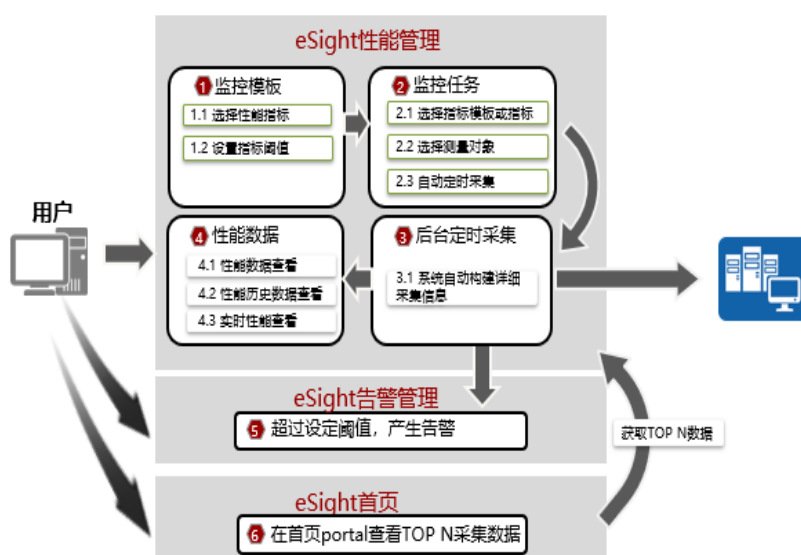 eSight性能管理
1 监控模板
1.1 选择性能指标
1.2 设置指标阈值
2 监控任务
2.1 选择指标模板或指标
2.2 选择测量对象
2.3 自动定时采集
用户
4 性能数据
4.1 性能数据查看
4.2 性能历史数据查看
4.3 实时性能查看
3 后台定时采集
3.1 系统自动构建详细
采集信息
eSight告警管理
5 超过设定阈值，产生告警
获取TOP N数据
eSight首页
6 在首页portal查看TOP N采集数据